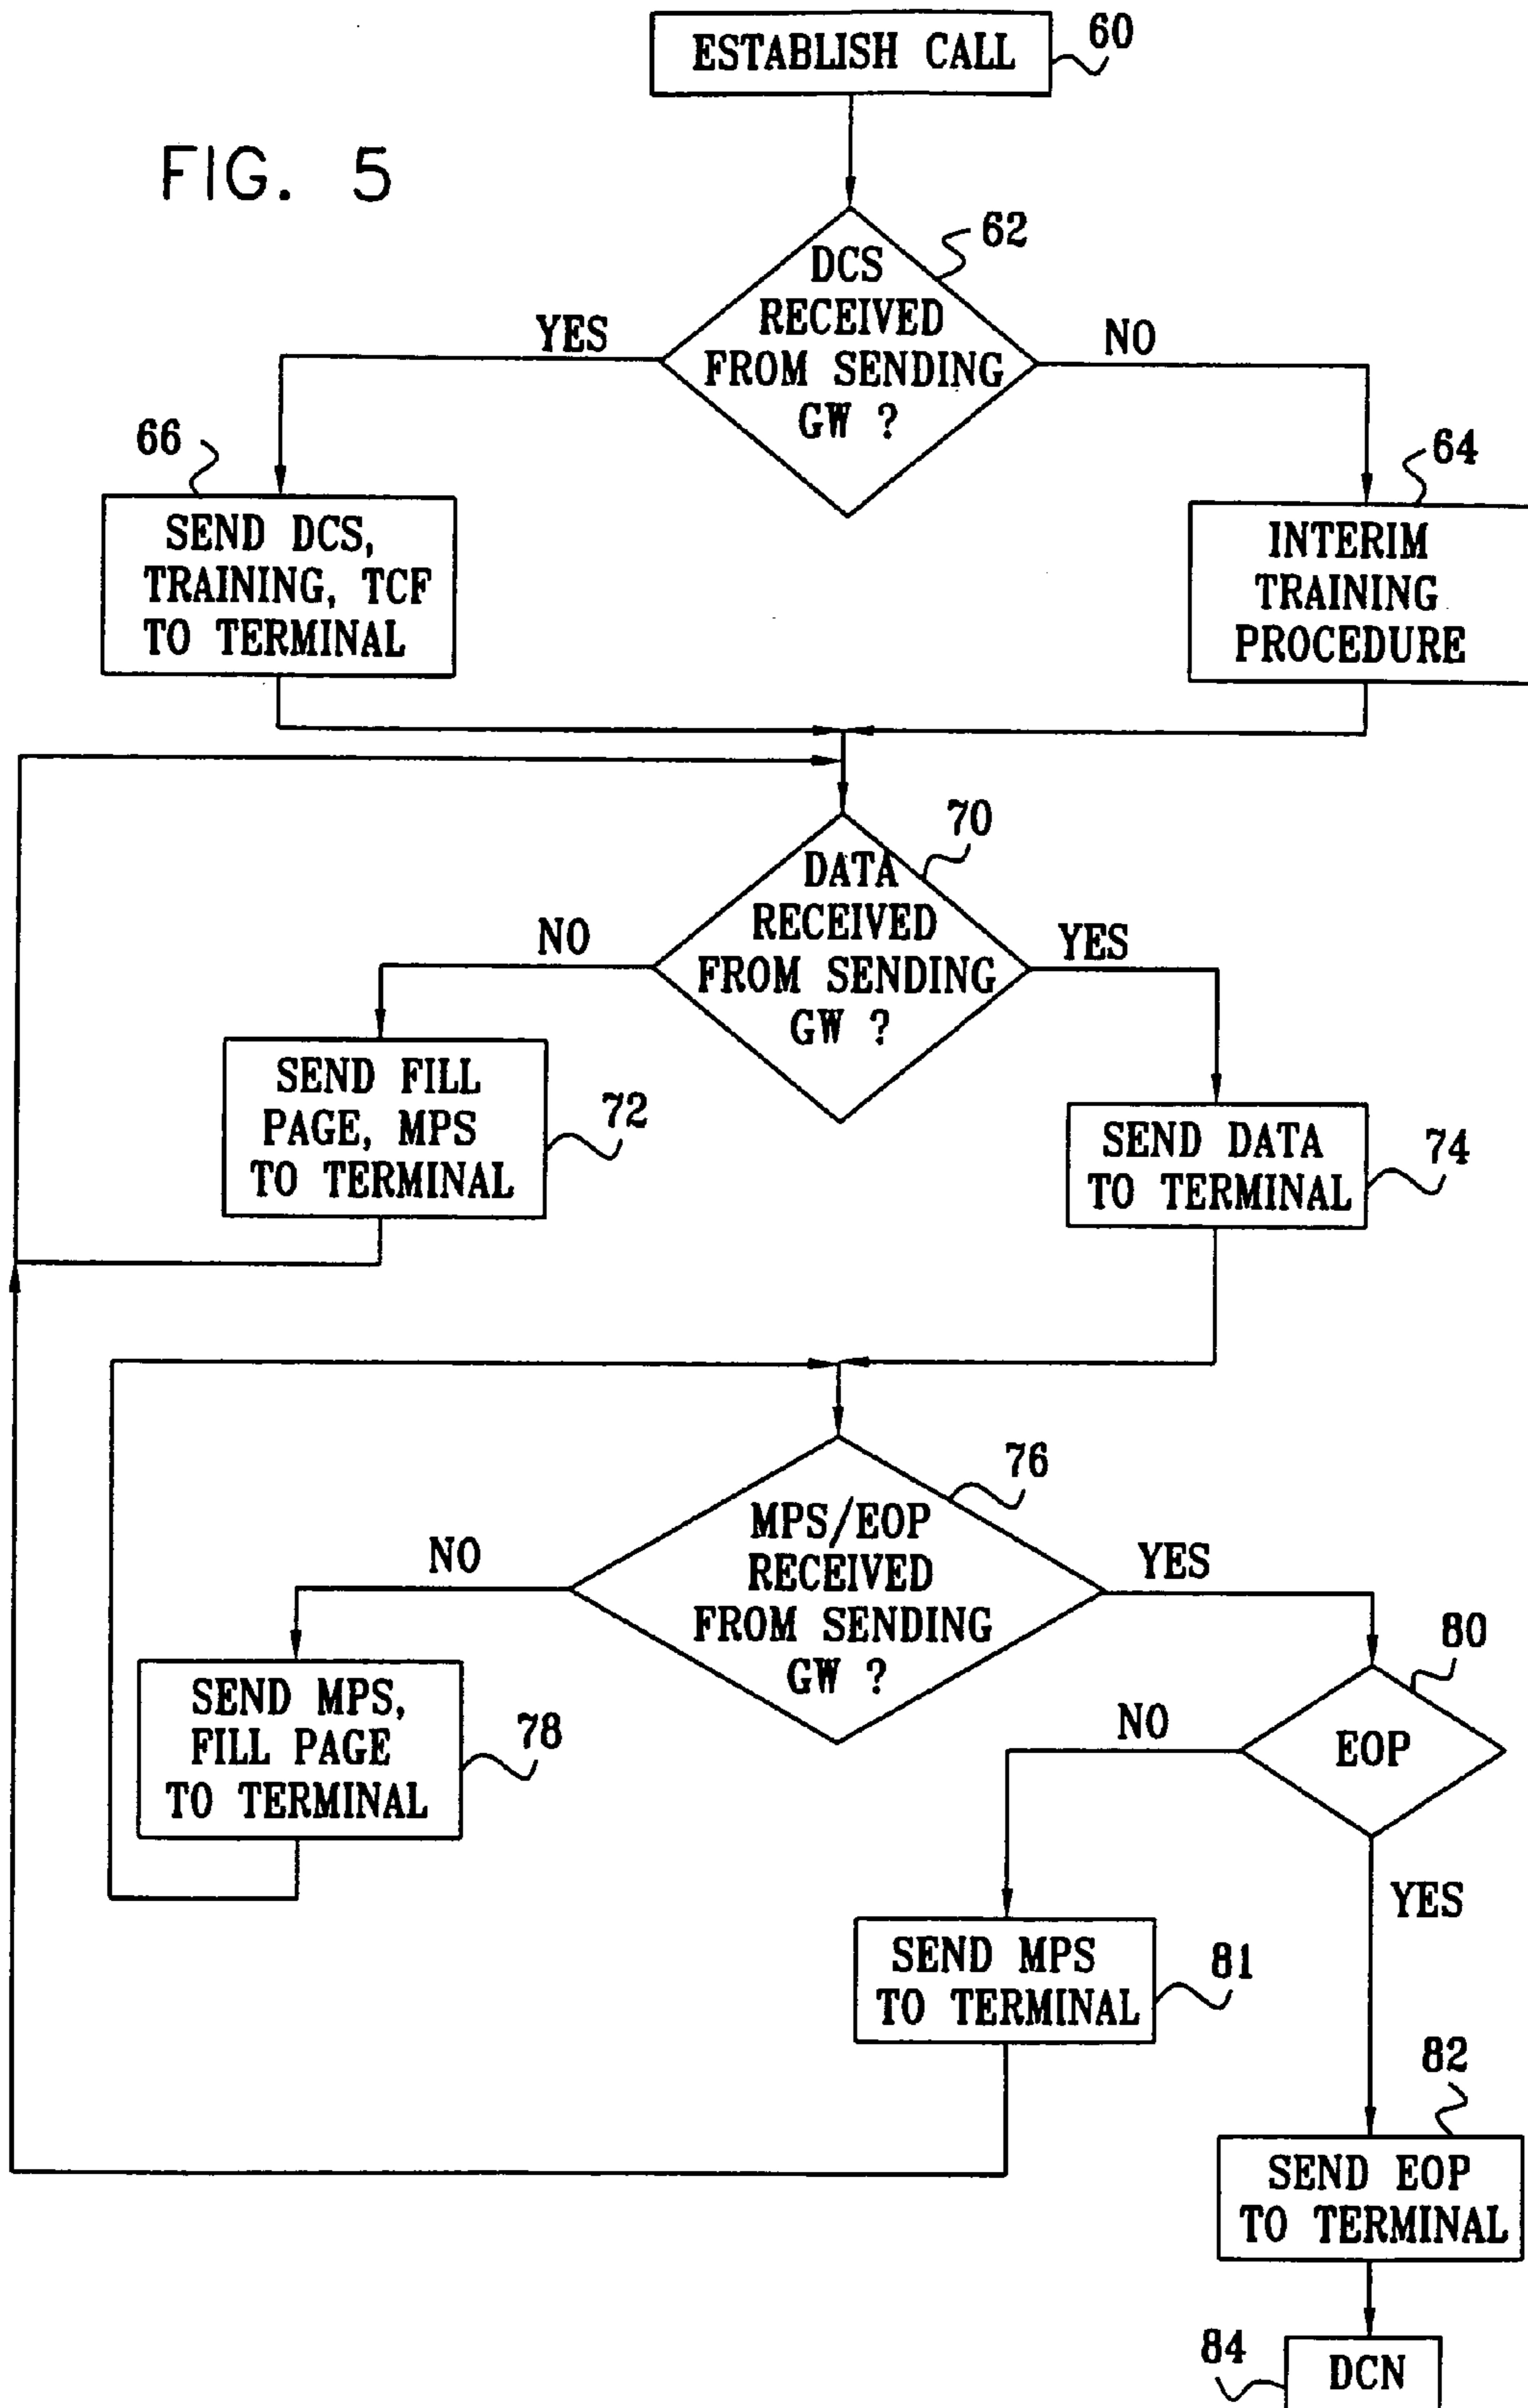 ESTABLISH CALL
60
FIG. 5
62
DCS
RECEIVED
FROM SENDING
GW ?
YES
NO
66
SEND DCS,
TRAINING, TCF
TO TERMINAL
64
INTERIM
TRAINING
PROCEDURE
70
DATA
RECEIVED
FROM SENDING
GW ?
NO
YES
SEND FILL
PAGE, MPS
TO TERMINAL
72
SEND DATA
TO TERMINAL
74
76
MPS/EOP
RECEIVED
FROM SENDING
GW ?
NO
YES
SEND MPS,
FILL PAGE
TO TERMINAL
78
80
EOP
NO
YES
SEND MPS
TO TERMINAL
81
82
SEND EOP
TO TERMINAL
84
DCN